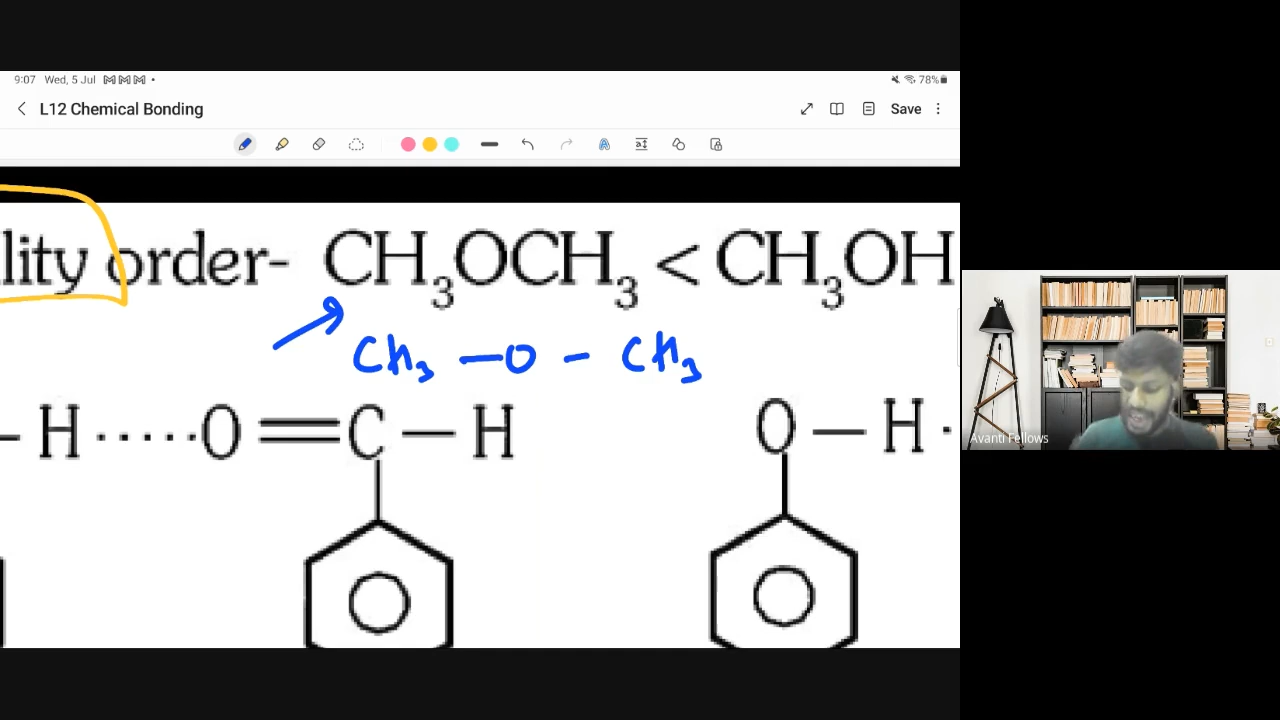 9:07 Wed, 5 Jul M M M •
78%
L12 Chemical Bonding
Save
lity order- CH₃OCH₃ < CH₃OH
CH₃ — O — CH₃
— H ····· O = C — H
O — H ·
Avanti Fellows